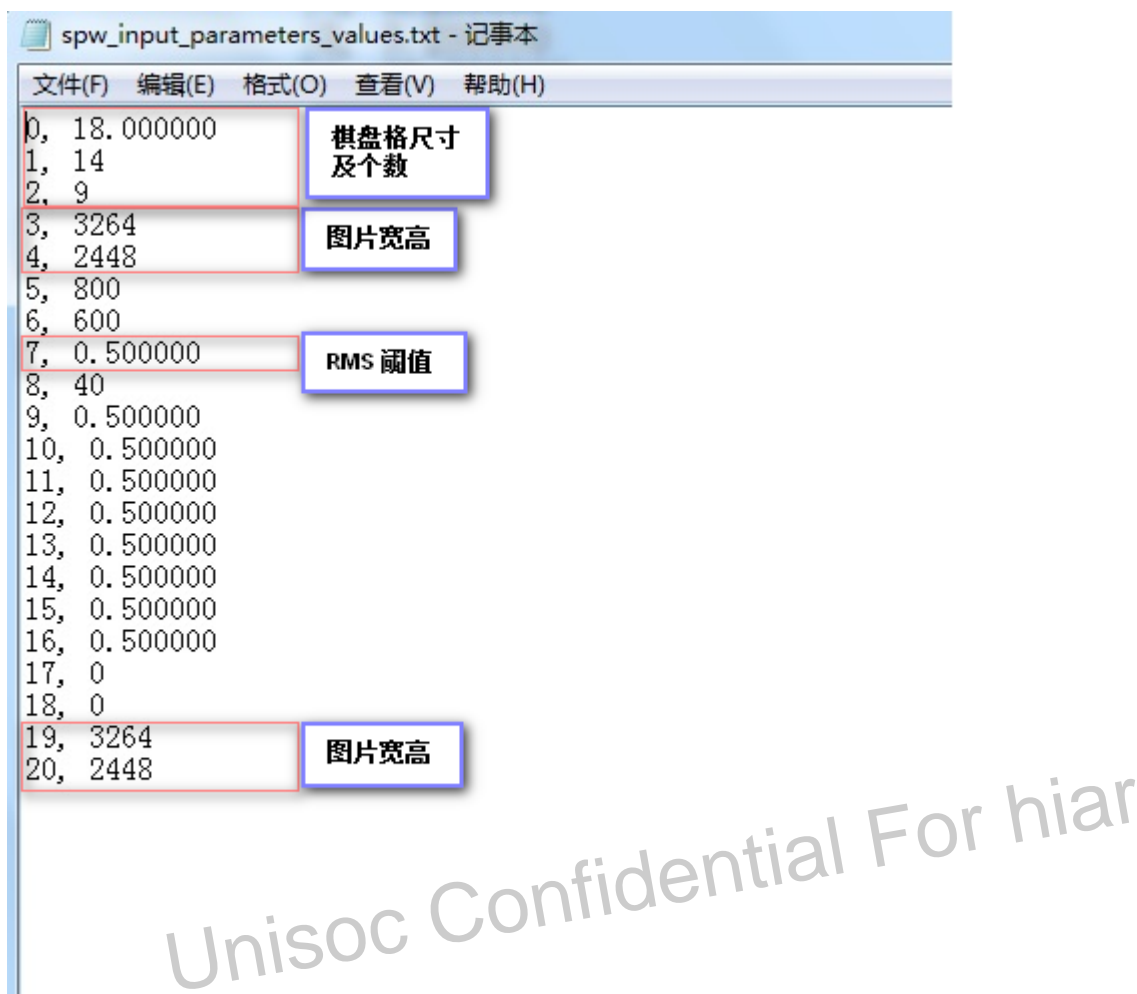 spw_input_parameters_values.txt - 记事本
文件(F) 编辑(E) 格式(O) 查看(V) 帮助(H)
0, 18.000000
1, 14
2, 9
棋盘格尺寸
及个数
3, 3264
4, 2448
图片宽高
5, 800
6, 600
7, 0.500000
RMS 阈值
8, 40
9, 0.500000
10, 0.500000
11, 0.500000
12, 0.500000
13, 0.500000
14, 0.500000
15, 0.500000
16, 0.500000
17, 0
18, 0
19, 3264
20, 2448
图片宽高
Unisoc Confidential For hiar